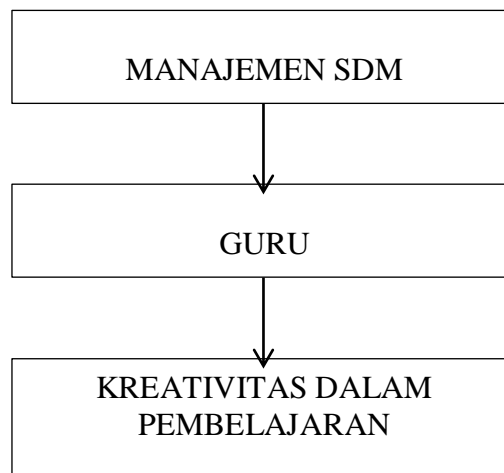 MANAJEMEN SDM
GURU
KREATIVITAS DALAM
PEMBELAJARAN